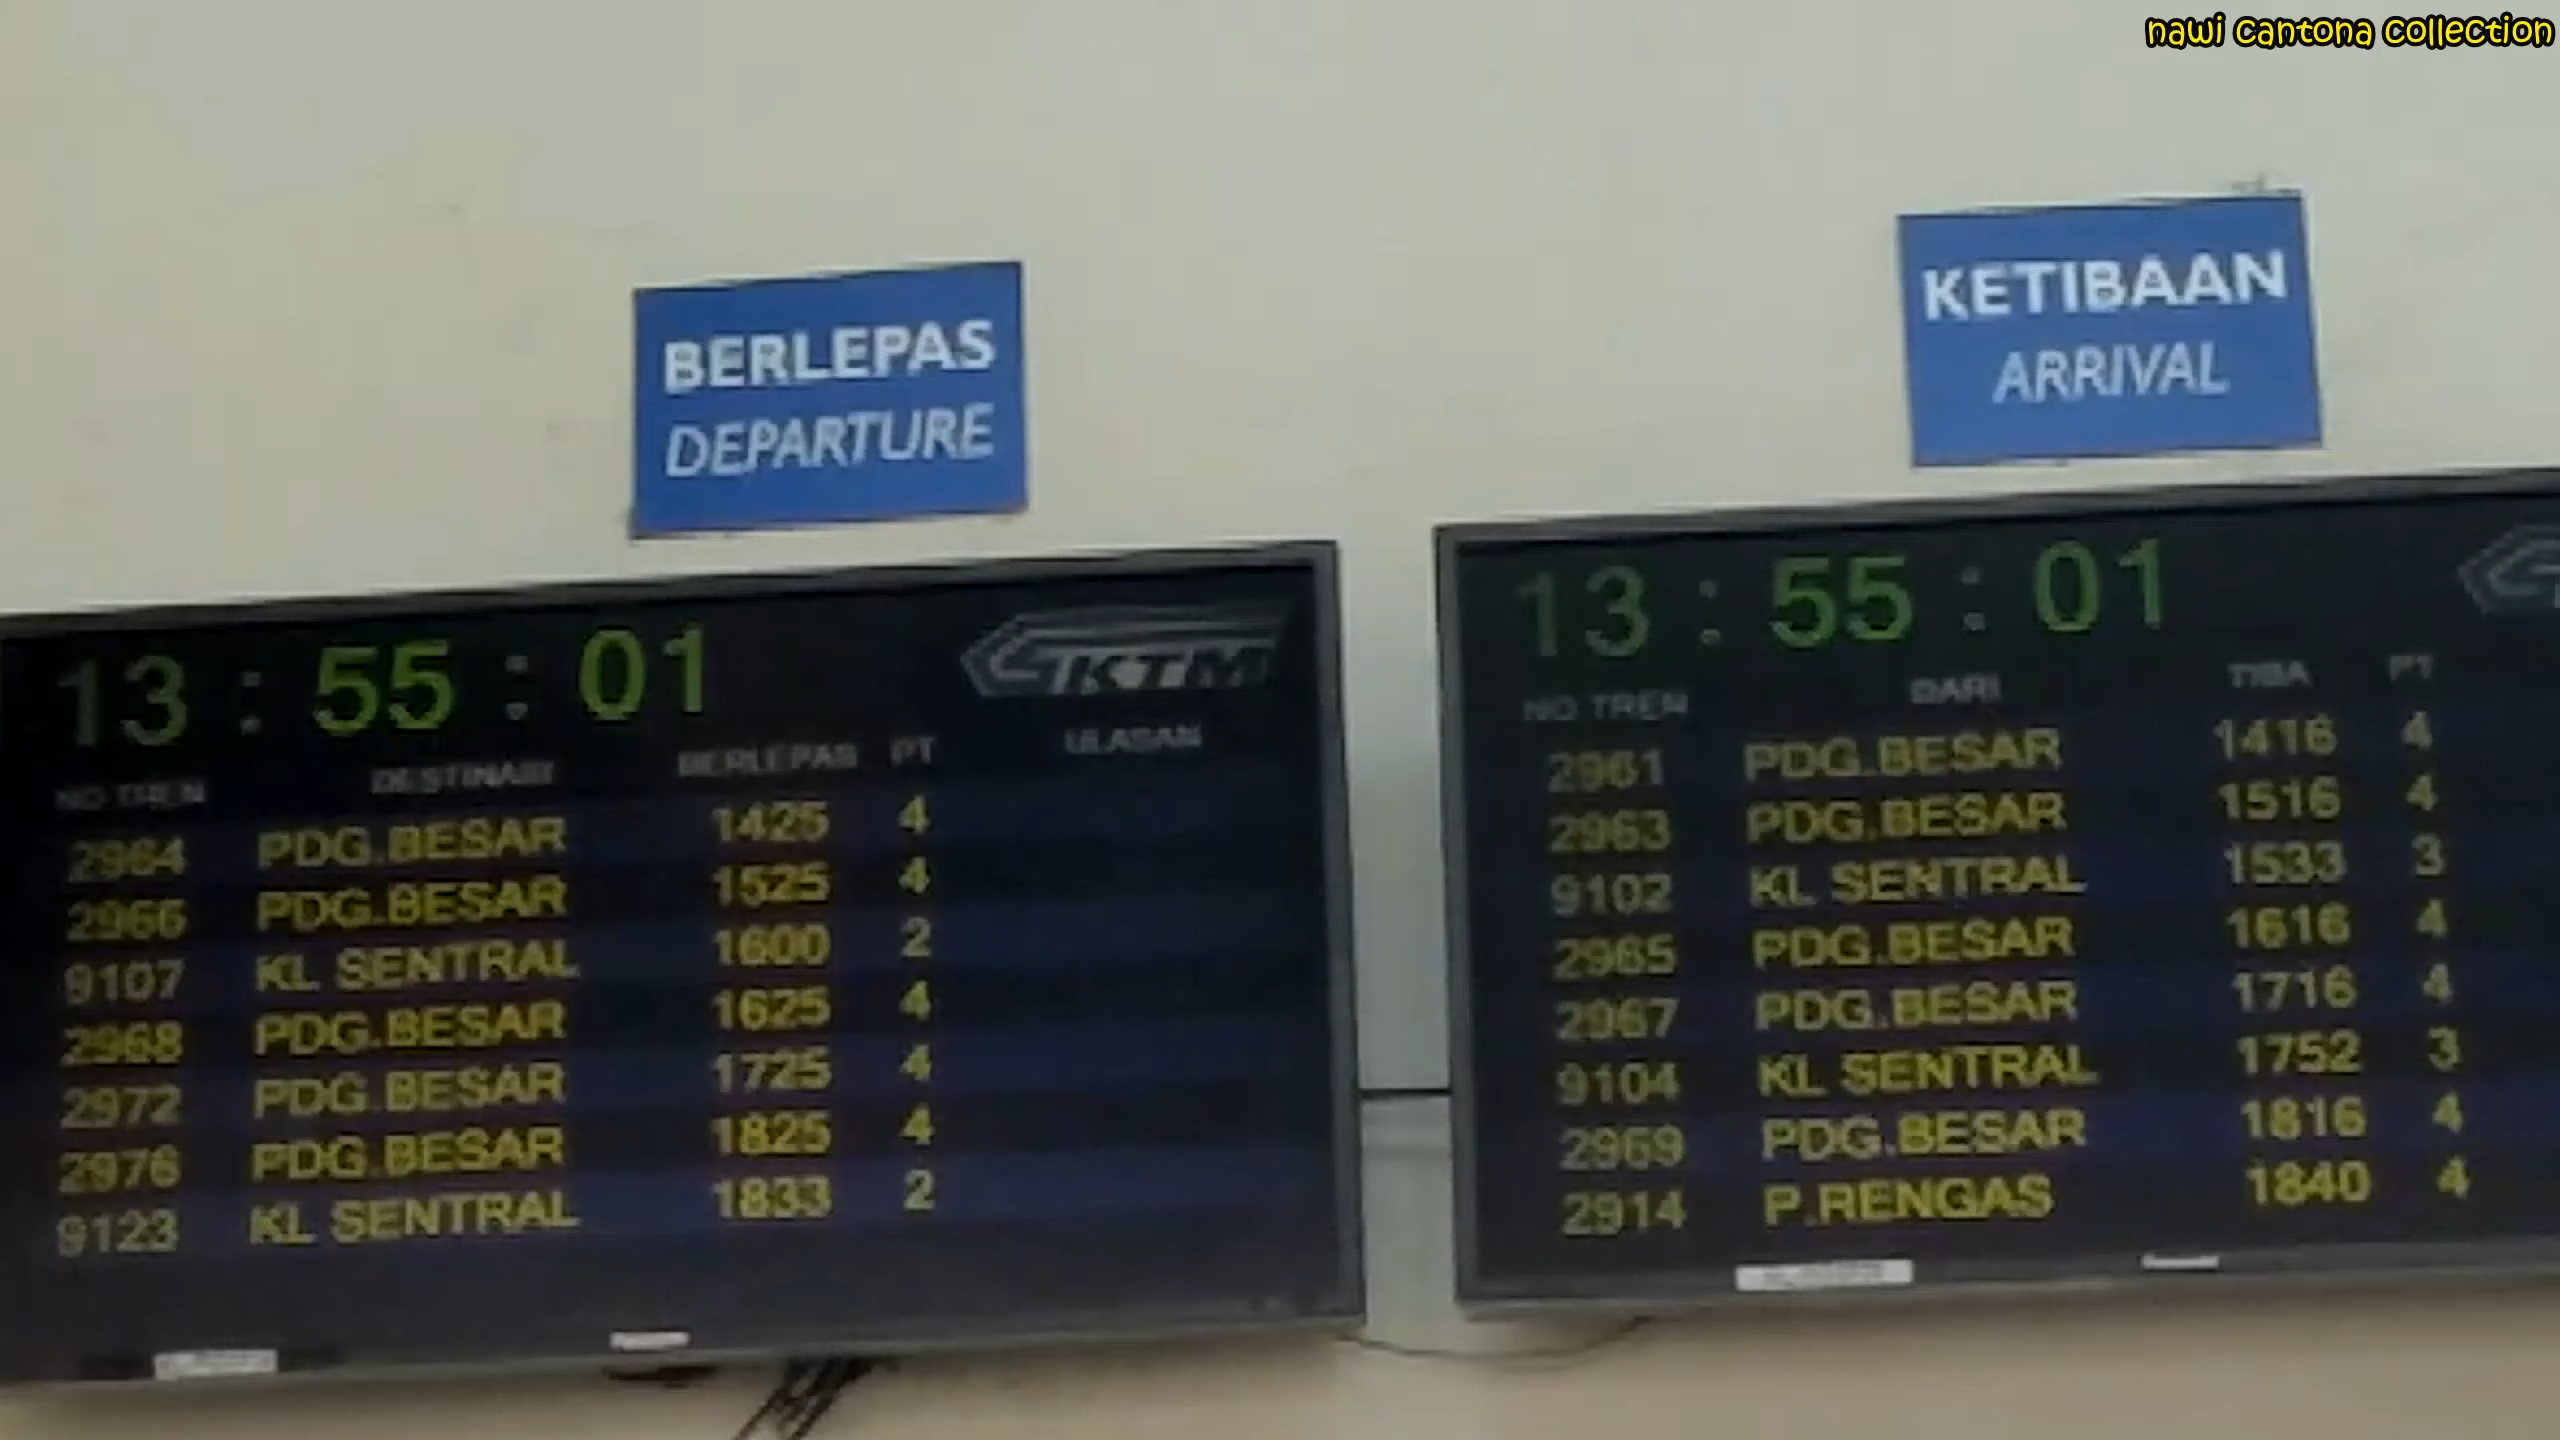 nawi cantona collection
BERLEPAS
DEPARTURE
13 : 55 : 01
KTM
NO TREN DESTINASI BERLEPAS PT ULASAN
2964 PDG.BESAR 1425 4
2966 PDG.BESAR 1525 4
9107 KL SENTRAL 1600 2
2968 PDG.BESAR 1625 4
2972 PDG.BESAR 1725 4
2976 PDG.BESAR 1825 4
9123 KL SENTRAL 1833 2
KETIBAAN
ARRIVAL
13 : 55 : 01
NO TREN DARI TIBA PT
2961 PDG.BESAR 1416 4
2963 PDG.BESAR 1516 4
9102 KL SENTRAL 1533 3
2965 PDG.BESAR 1616 4
2967 PDG.BESAR 1716 4
9104 KL SENTRAL 1752 3
2969 PDG.BESAR 1816 4
2914 P.RENGAS 1840 4